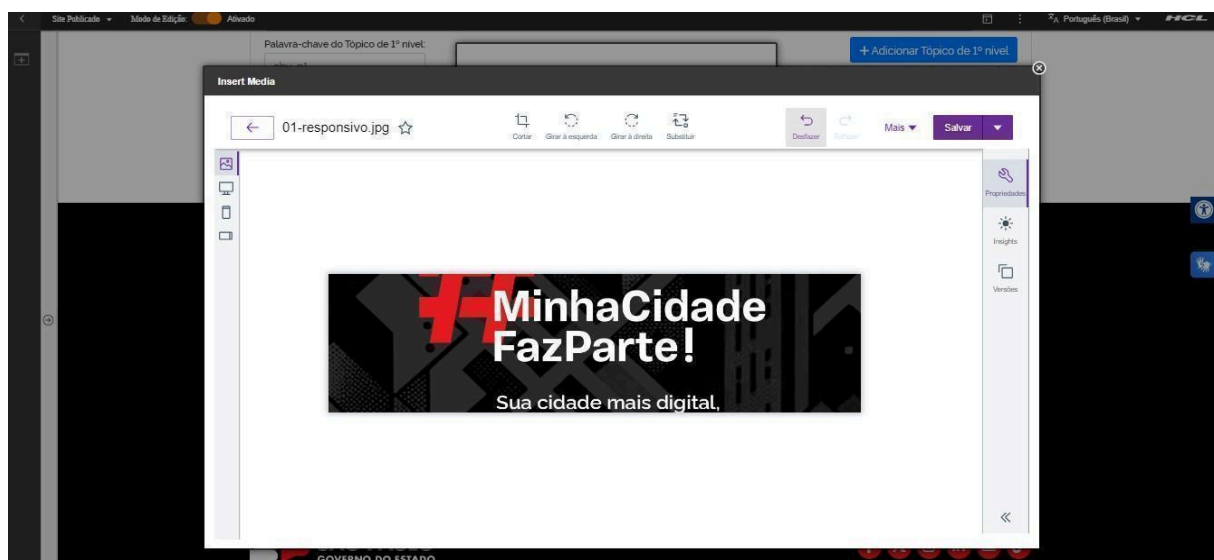 Site Publicado
Modo de Edição:
Ativado
Português (Brasil)
HCL
Palavra-chave do Tópico de 1º nível:
+ Adicionar Tópico de 1º nível
Insert Media
01-responsivo.jpg
Cortar
Girar à esquerda
Girar à direita
Substituir
Desfazer
Mais
Salvar
Propriedades
Insights
Versões
#MinhaCidade
FazParte!
Sua cidade mais digital,
GOVERNO DO ESTADO